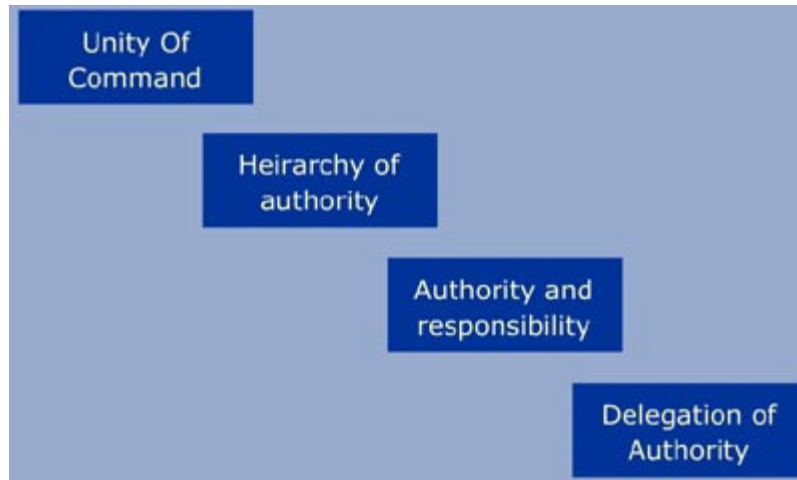 Unity Of
Command
Heirarchy of
authority
Authority and
responsibility
Delegation of
Authority